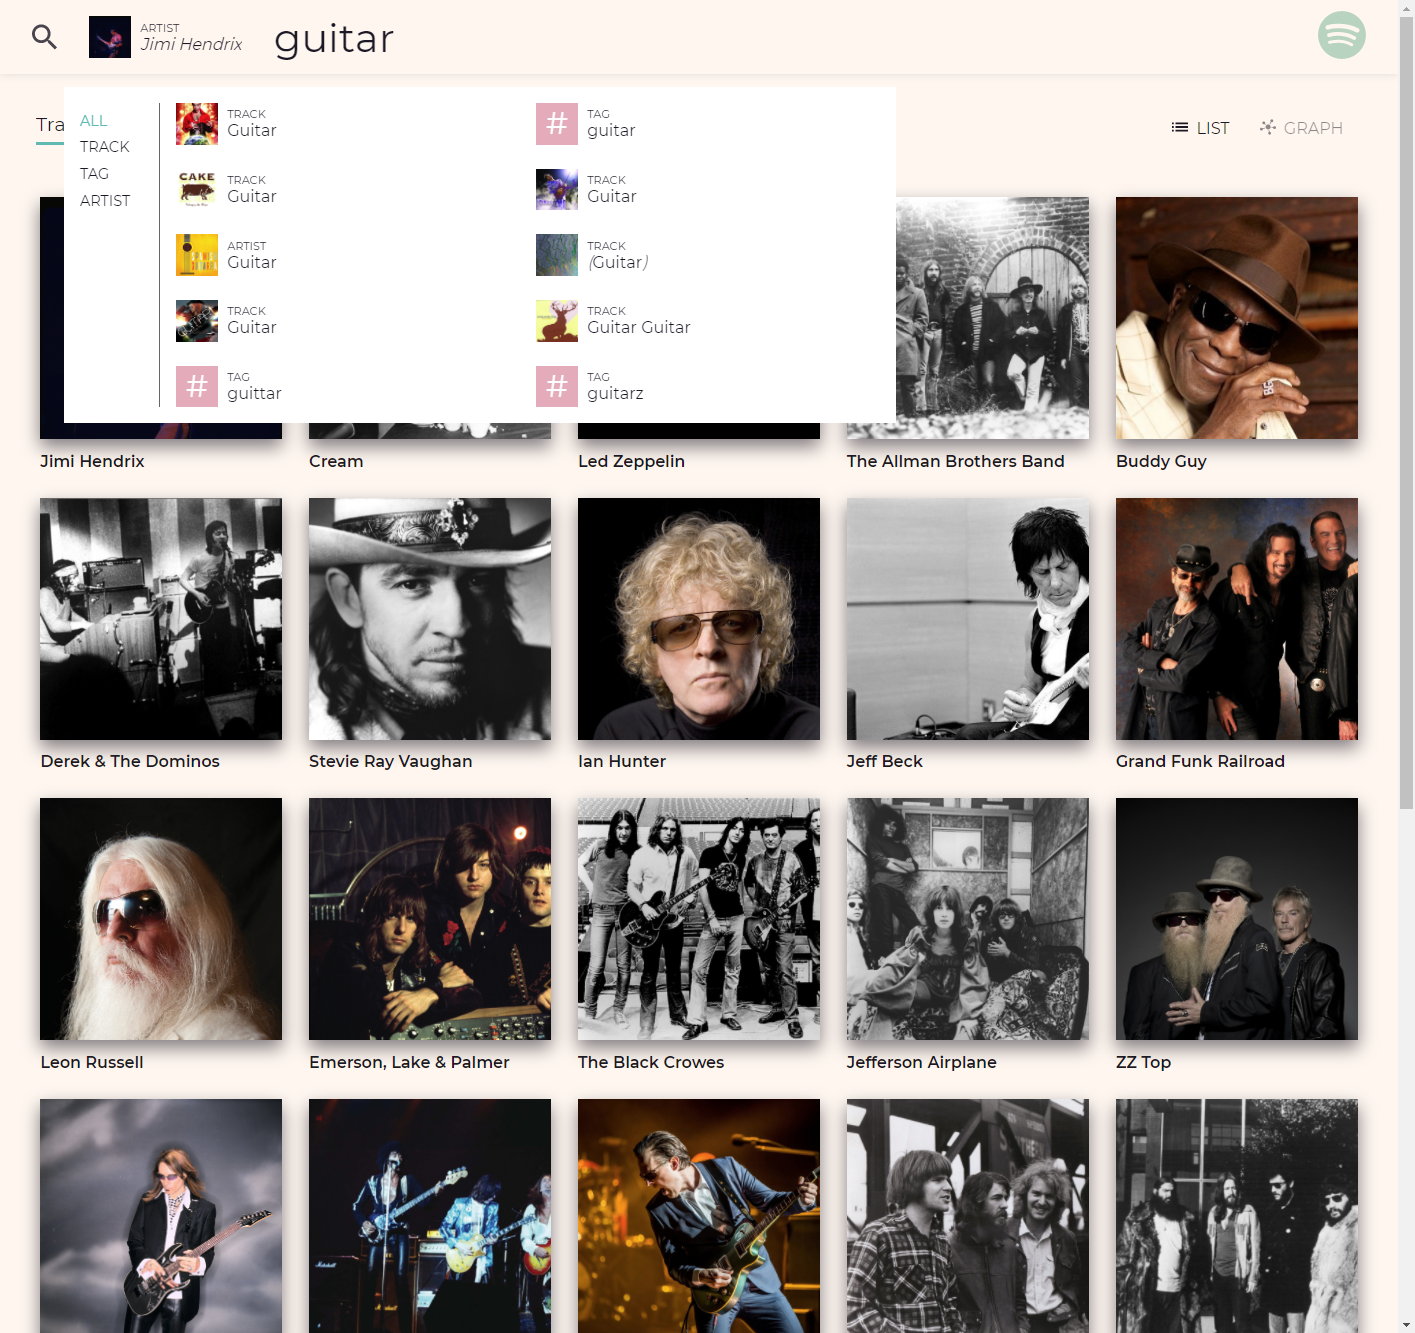 ARTIST
Jimi Hendrix
guitar
Tra
LIST
GRAPH
ALL
TRACK
TAG
ARTIST
TRACK
Guitar
#
TAG
guitar
TRACK
Guitar
CAKE
TRACK
Guitar
ARTIST
Guitar
TRACK
(Guitar)
TRACK
Guitar
TRACK
Guitar Guitar
#
TAG
guittar
#
TAG
guitarz
Jimi Hendrix
Cream
Led Zeppelin
The Allman Brothers Band
Buddy Guy
Derek & The Dominos
Stevie Ray Vaughan
Ian Hunter
Jeff Beck
Grand Funk Railroad
Leon Russell
Emerson, Lake & Palmer
The Black Crowes
Jefferson Airplane
ZZ Top